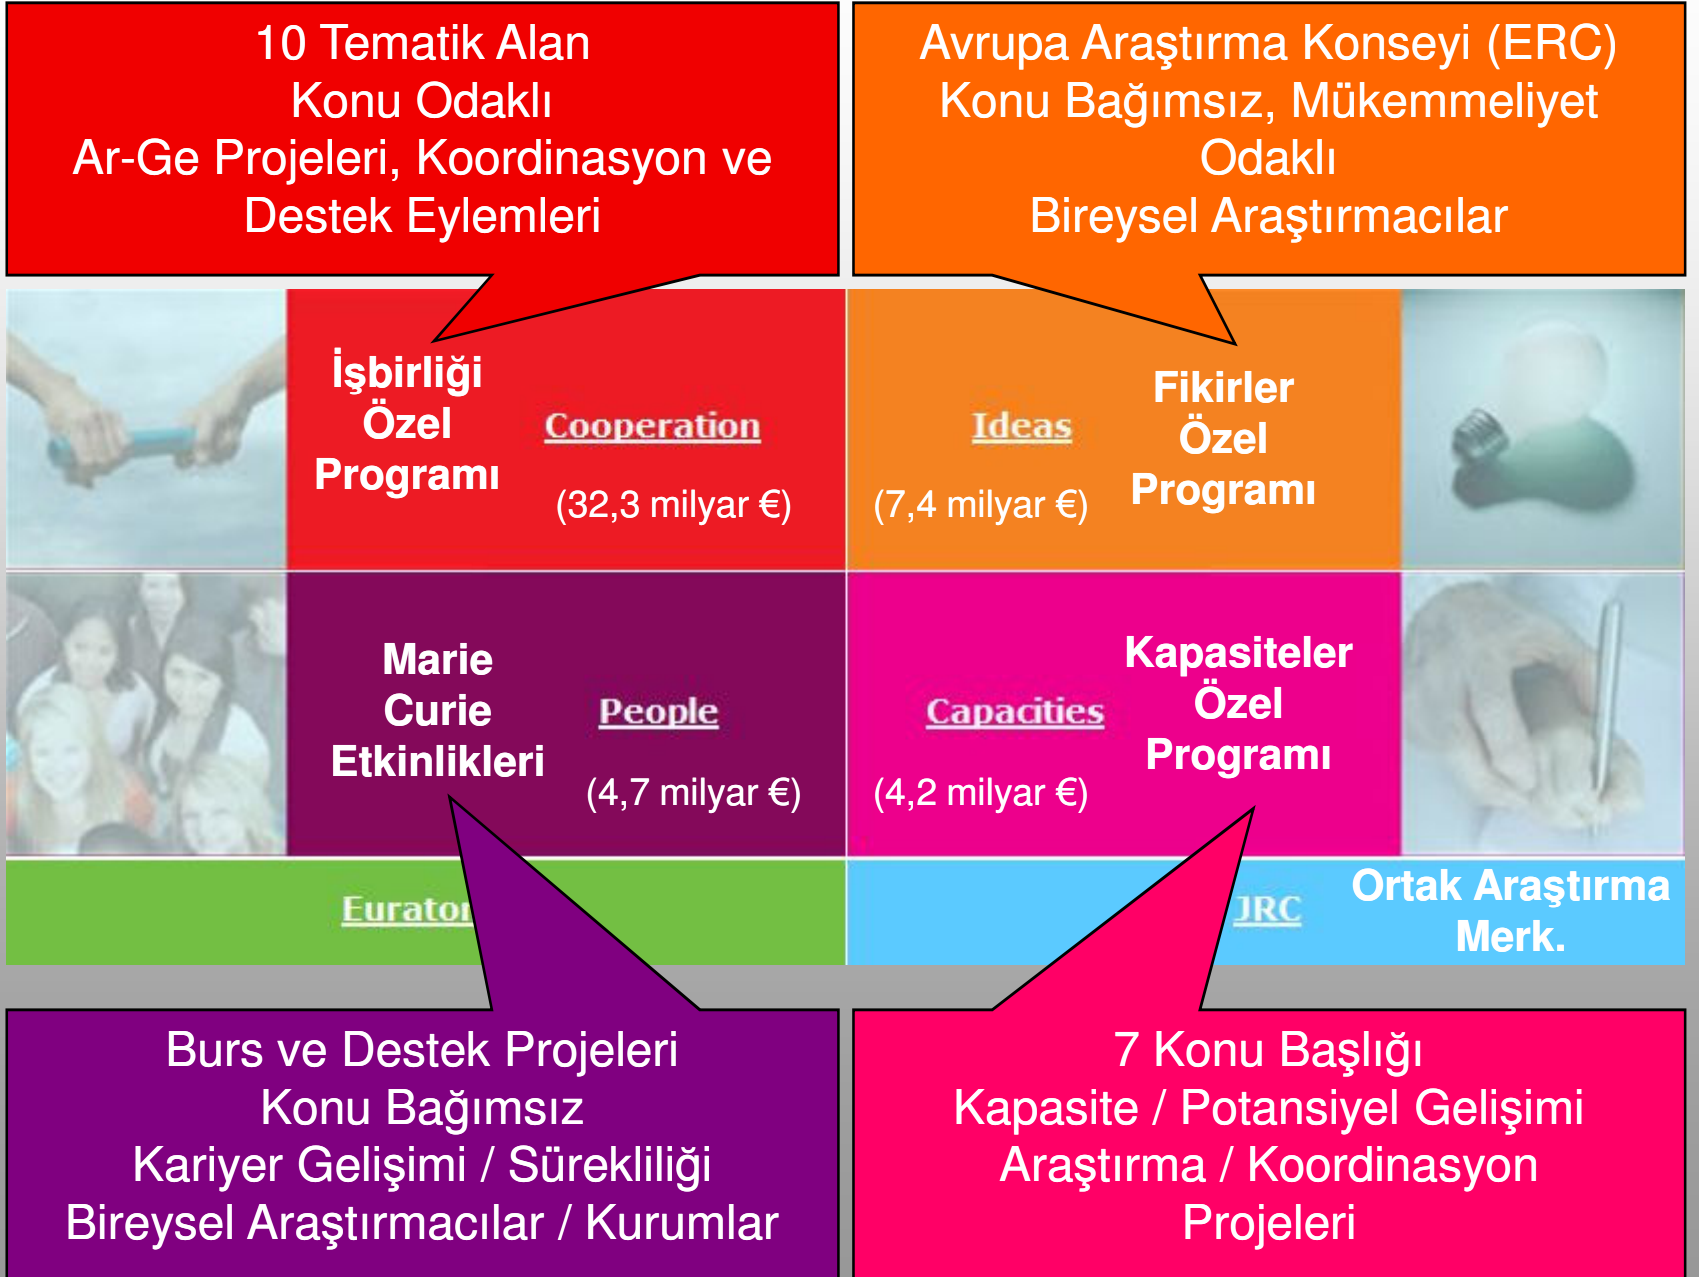 10 Tematik Alan
Konu Odaklı
Ar-Ge Projeleri, Koordinasyon ve
Destek Eylemleri
Avrupa Araştırma Konseyi (ERC)
Konu Bağımsız, Mükemmeliyet
Odaklı
Bireysel Araştırmacılar
İşbirliği
Özel
Programı
Cooperation
(32,3 milyar €)
Ideas
(7,4 milyar €)
Fikirler
Özel
Programı
Marie
Curie
Etkinlikleri
People
(4,7 milyar €)
Capacities
(4,2 milyar €)
Kapasiteler
Özel
Programı
JRC
Ortak Araştırma
Merk.
Burs ve Destek Projeleri
Konu Bağımsız
Kariyer Gelişimi / Sürekliliği
Bireysel Araştırmacılar / Kurumlar
7 Konu Başlığı
Kapasite / Potansiyel Gelişimi
Araştırma / Koordinasyon
Projeleri